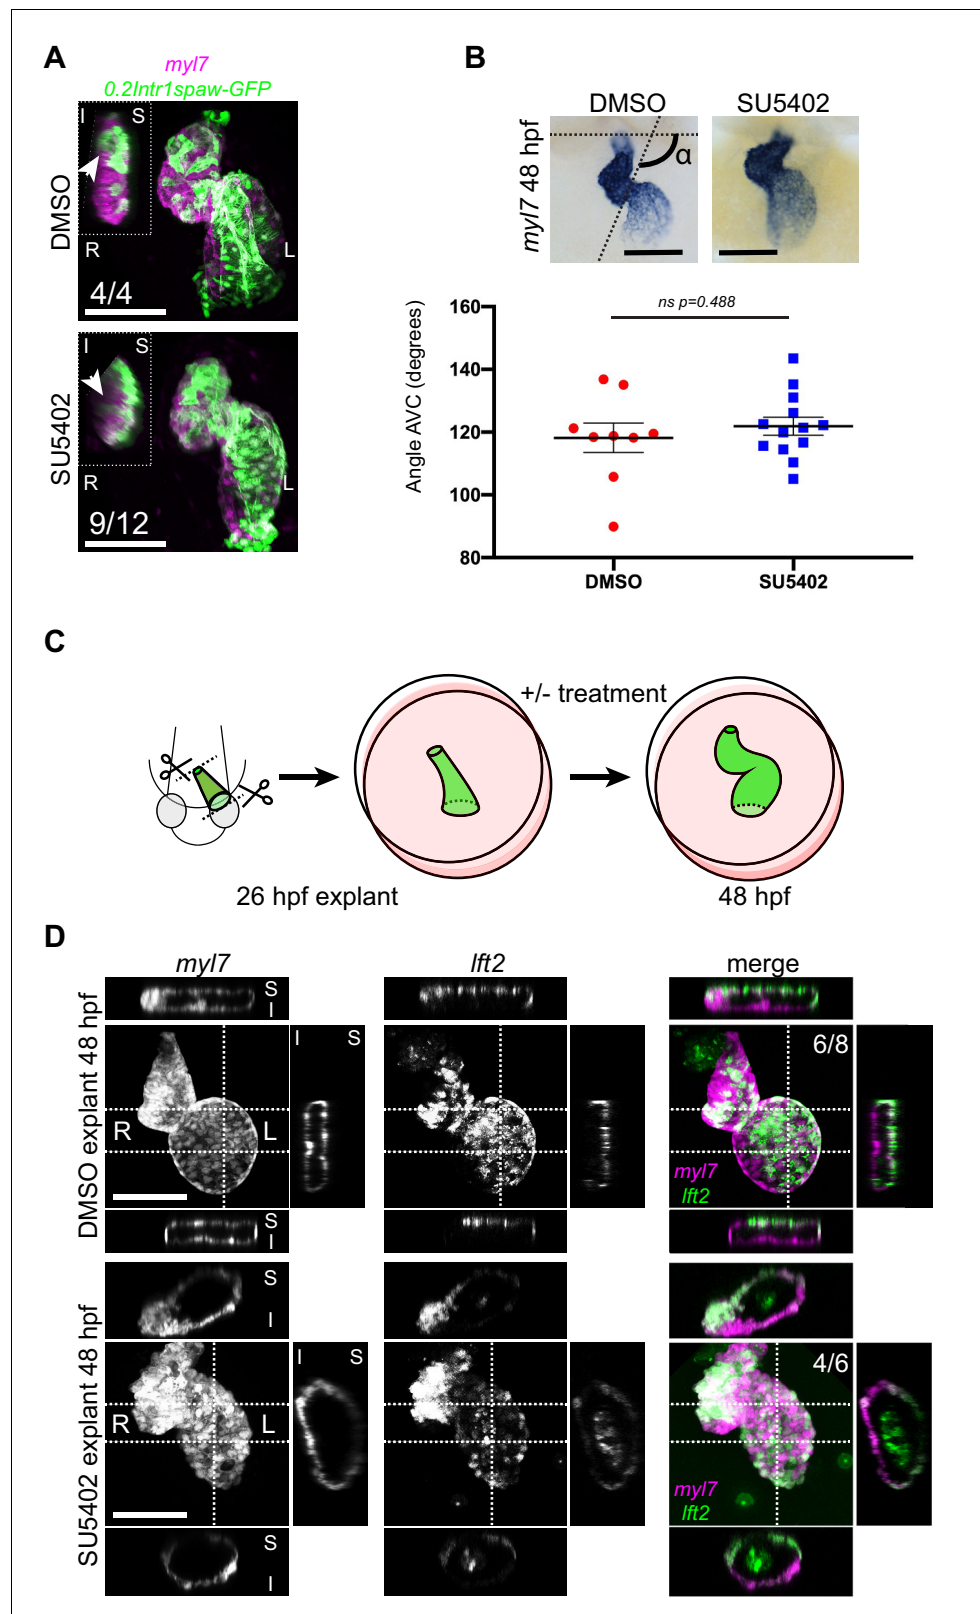 A
myl7
0.2Intr1spaw-GFP
I S
DMSO
R L
4/4
I S
SU5402
R L
9/12
B
DMSO SU5402
myl7 48 hpf
α
ns p=0.488
Angle AVC (degrees)
160
140
120
100
80
DMSO SU5402
C
+/- treatment
26 hpf explant 48 hpf
D
myl7 lft2 merge
DMSO explant 48 hpf
S
I
I S
R L
6/8
myl7
lft2
S
I
SU5402 explant 48 hpf
S
I
I S
R L
4/6
myl7
lft2
S
I